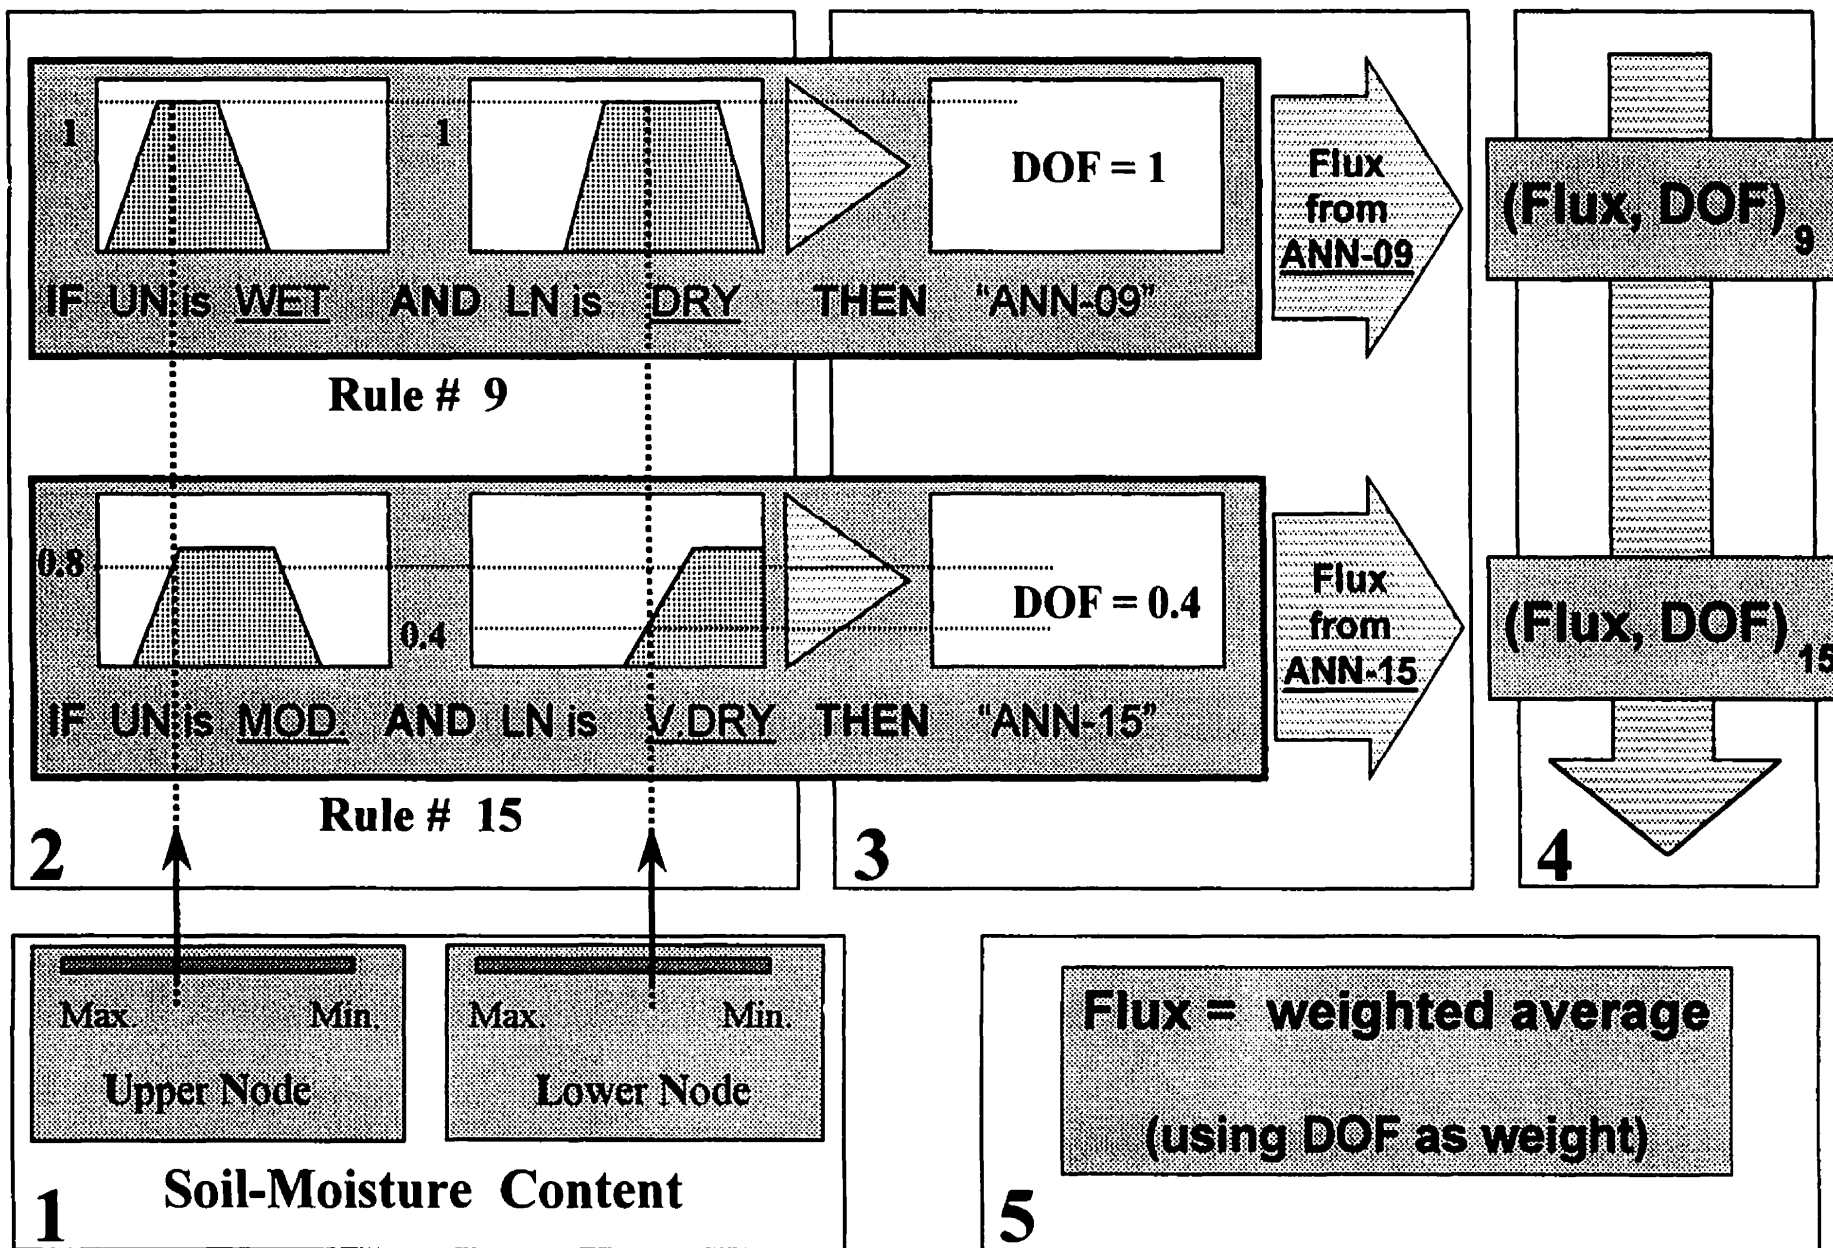 1
1
DOF = 1
IF UN is WET AND LN is DRY THEN "ANN-09"
Rule # 9
Flux
from
ANN-09
(Flux, DOF)9
0.8
0.4
DOF = 0.4
IF UN is MOD. AND LN is V.DRY THEN "ANN-15"
Rule # 15
Flux
from
ANN-15
(Flux, DOF)15
2
3
4
Max. Min.
Upper Node
Max. Min.
Lower Node
Soil-Moisture Content
1
Flux = weighted average
(using DOF as weight)
5